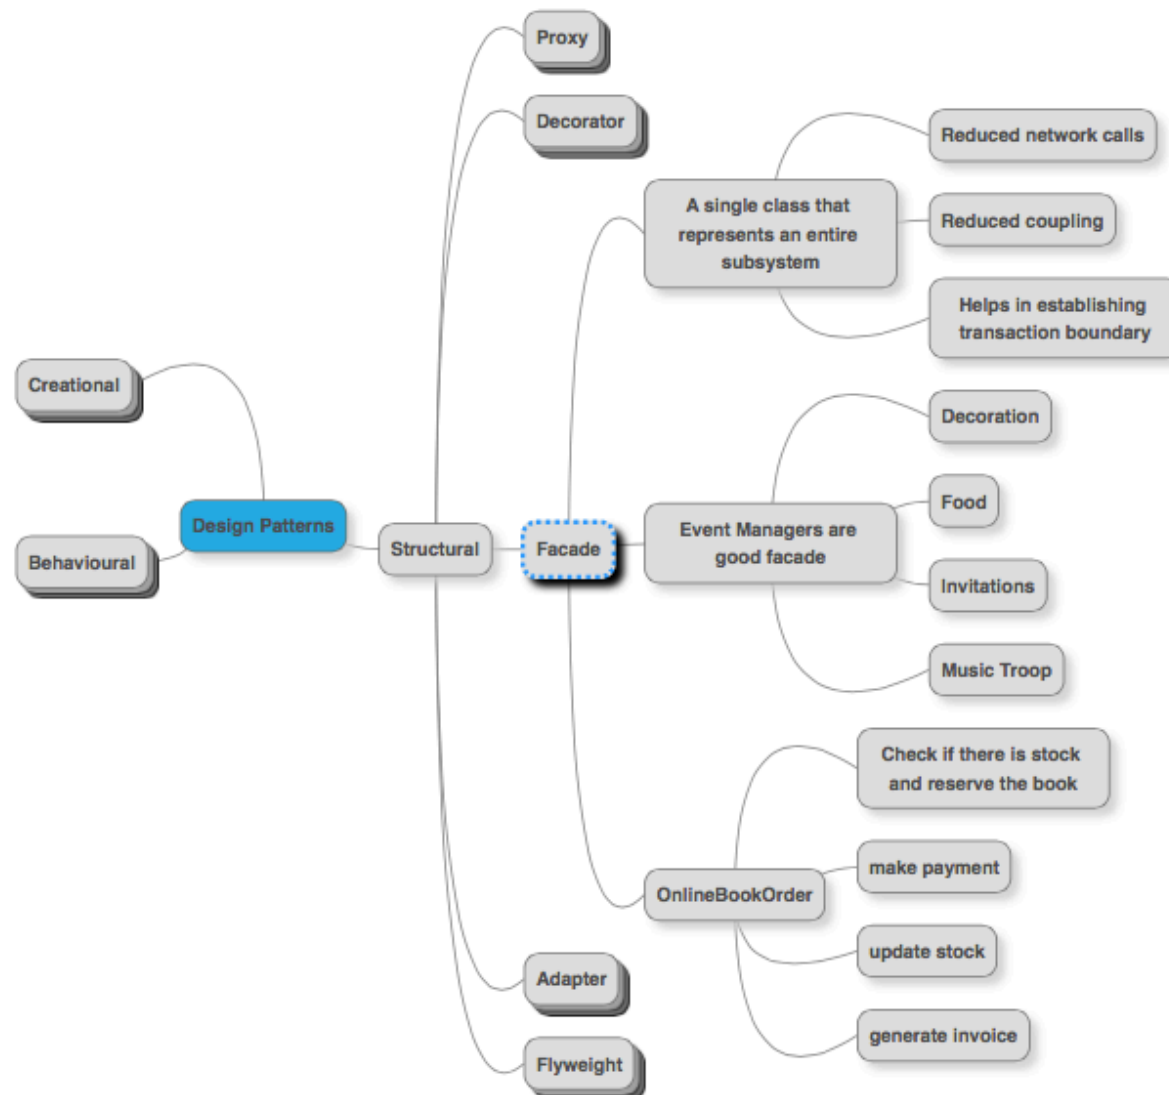 Proxy
Decorator
Reduced network calls
A single class that
represents an entire
subsystem
Reduced coupling
Helps in establishing
transaction boundary
Creational
Decoration
Food
Design Patterns
Behavioural
Structural
Facade
Event Managers are
good facade
Invitations
Music Troop
Check if there is stock
and reserve the book
make payment
OnlineBookOrder
update stock
Adapter
generate invoice
Flyweight